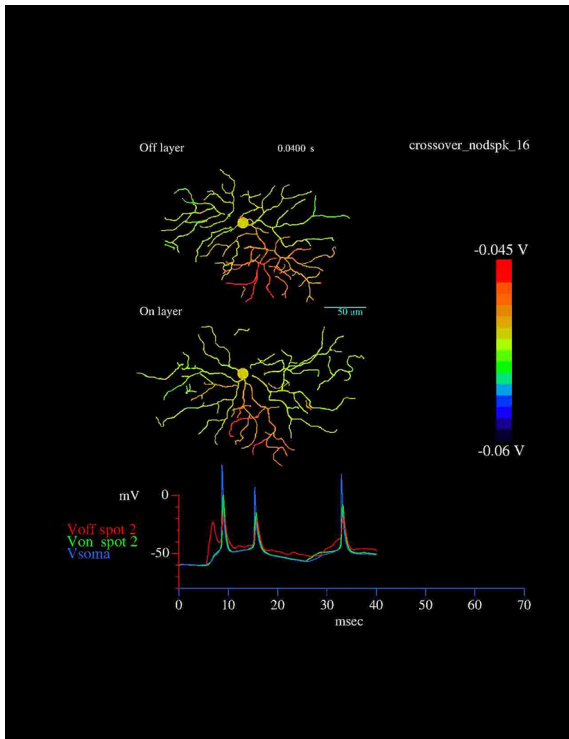 Off layer
0.0400 s
crossover_nodspk_16
-0.045 V
50 um
On layer
-0.06 V
mV
0
Voff spot 2
Von spot 2
Vsoma
-50
0 10 20 30 40 50 60 70
msec